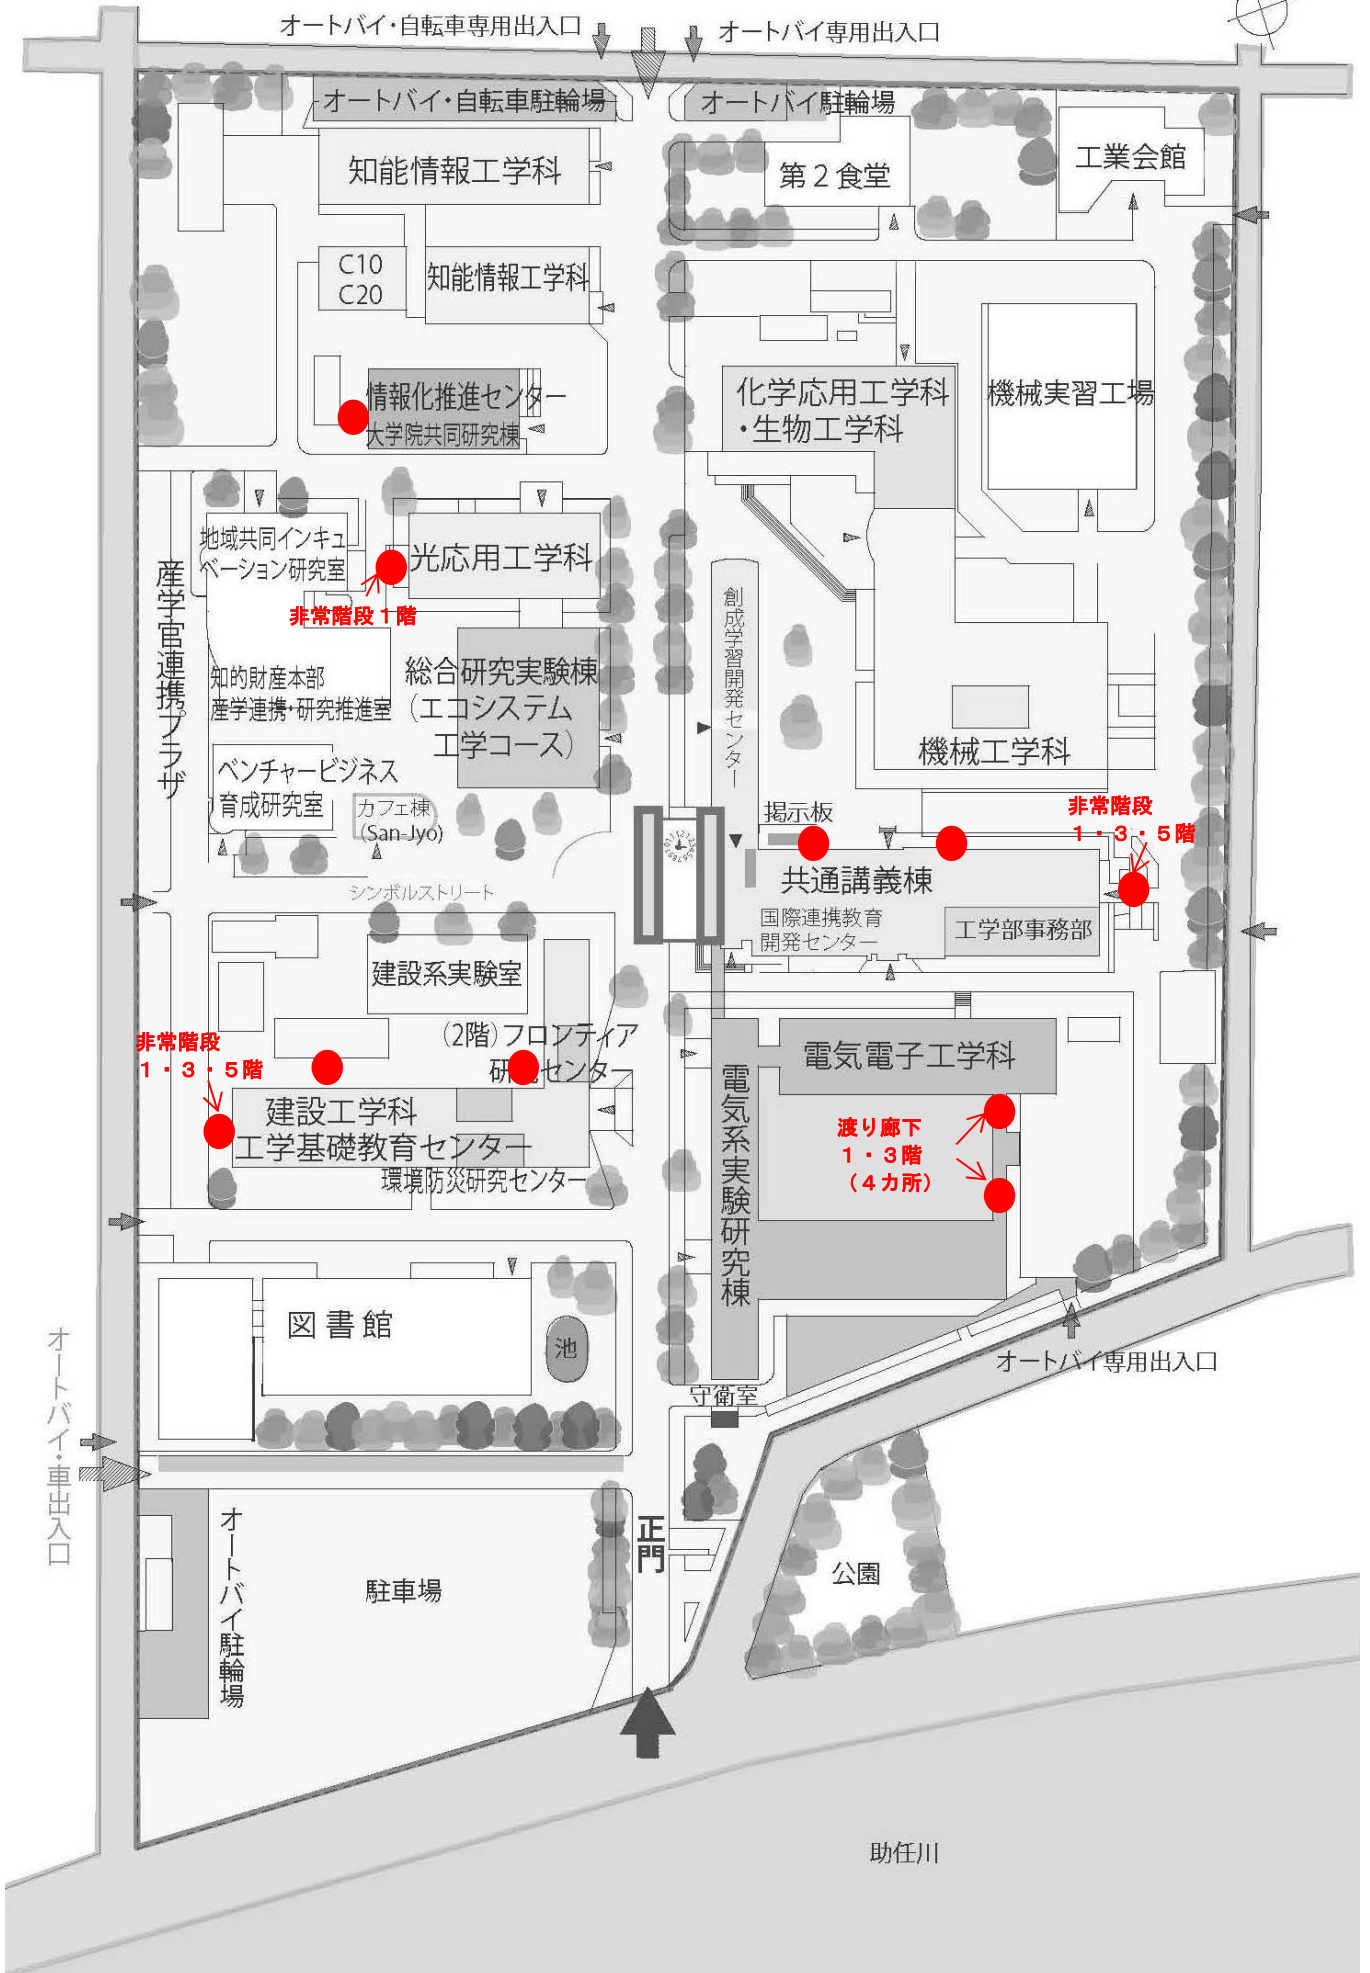 オートバイ・自転車専用出入口
オートバイ専用出入口
オートバイ・自転車駐輪場
オートバイ駐輪場
知能情報工学科
第2食堂
工業会館
C10
C20
知能情報工学科
情報化推進センター
大学院共同研究棟
化学応用工学科
・生物工学科
機械実習工場
地域共同インキュ
ベーション研究室
光応用工学科
非常階段1階
産学官連携プラザ
知的財産本部
産学連携・研究推進室
総合研究実験棟
(エコシステム
工学コース)
創成学習開発センター
機械工学科
ベンチャービジネス
育成研究室
カフェ棟
(San-Jyo)
掲示板
非常階段
1・3・5階
共通講義棟
国際連携教育
開発センター
工学部事務部
シンボルストリート
建設系実験室
(2階)フロンティア
研究センター
非常階段
1・3・5階
建設工学科
工学基礎教育センター
環境防災研究センター
電気電子工学科
電気系実験研究棟
渡り廊下
1・3階
(4カ所)
図書館
池
守衛室
オートバイ専用出入口
オートバイ・車出入口
オートバイ駐輪場
駐車場
正門
公園
助任川